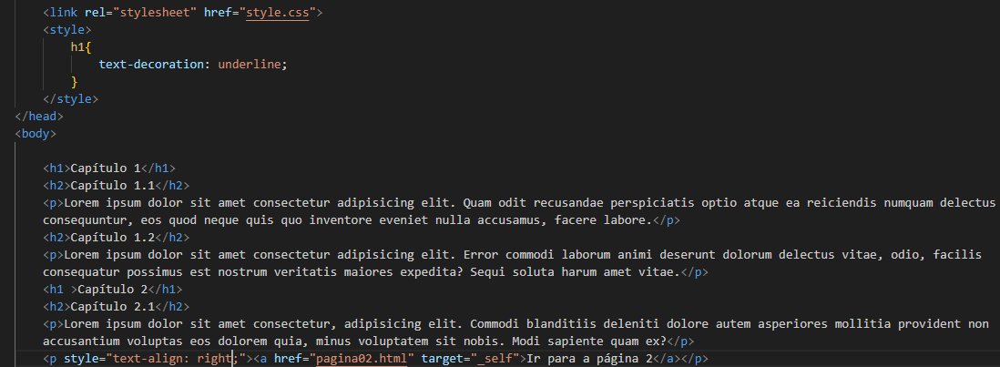 <link rel="stylesheet" href="style.css">
<style>
h1{
text-decoration: underline;
}
</style>
</head>
<body>
<h1>Capítulo 1</h1>
<h2>Capítulo 1.1</h2>
<p>Lorem ipsum dolor sit amet consectetur adipisicing elit. Quam odit recusandae perspiciatis optio atque ea reiciendis numquam delectus
consequuntur, eos quod neque quis quo inventore eveniet nulla accusamus, facere labore.</p>
<h2>Capítulo 1.2</h2>
<p>Lorem ipsum dolor sit amet consectetur adipisicing elit. Error commodi laborum animi deserunt dolorum delectus vitae, odio, facilis
consequatur possimus est nostrum veritatis maiores expedita? Sequi soluta harum amet vitae.</p>
<h1 >Capítulo 2</h1>
<h2>Capítulo 2.1</h2>
<p>Lorem ipsum dolor sit amet consectetur, adipisicing elit. Commodi blanditiis deleniti dolore autem asperiores mollitia provident non
accusantium voluptas eos dolorem quia, minus voluptatem sit nobis. Modi sapiente quam ex?</p>
<p style="text-align: right;"><a href="pagina02.html" target="_self">Ir para a página 2</a></p>